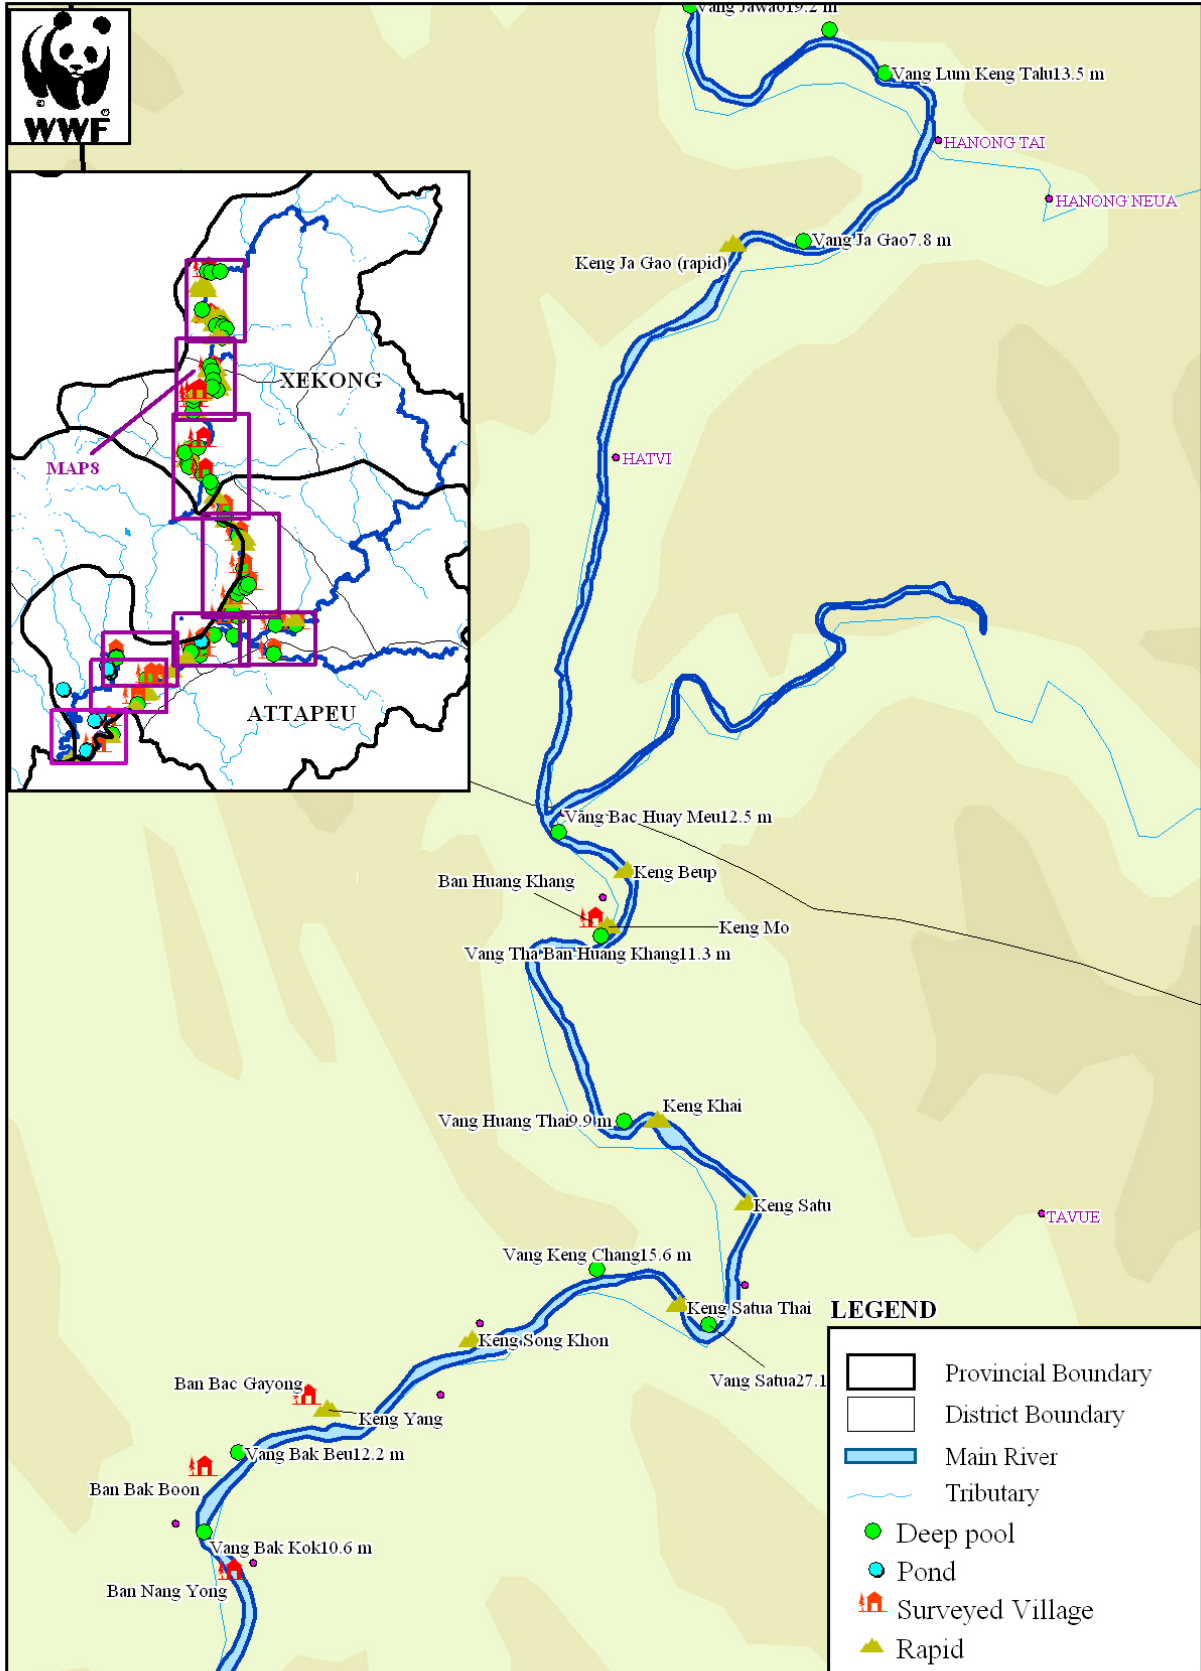 Vang Jawao19.2 m
WWF
Vang Lum Keng Talu13.5 m
HANONG TAI
HANONG NEUA
Vang Ja Gao7.8 m
Keng Ja Gao (rapid)
XEKONG
HATVI
MAP8
ATTAPEU
Vang Bac Huay Meu12.5 m
Keng Beup
Ban Huang Khang
Keng Mo
Vang Tha Ban Huang Khang11.3 m
Keng Khai
Vang Huang Thai9.9 m
Keng Satu
TAVUE
Vang Keng Chang15.6 m
Keng Satua Thai
LEGEND
Keng Song Khon
Vang Satua27.1
Provincial Boundary
Ban Bac Gayong
Keng Yang
District Boundary
Vang Bak Beu12.2 m
Main River
Ban Bak Boon
Tributary
Deep pool
Vang Bak Kok10.6 m
Pond
Ban Nang Yong
Surveyed Village
Rapid